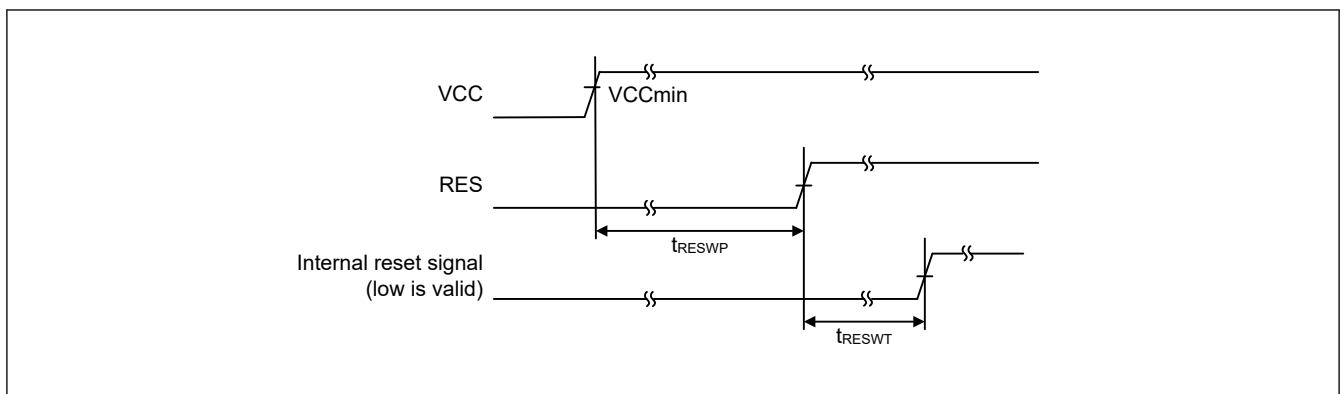 VCC
VCCmin
RES
tRESWP
Internal reset signal
(low is valid)
tRESWT